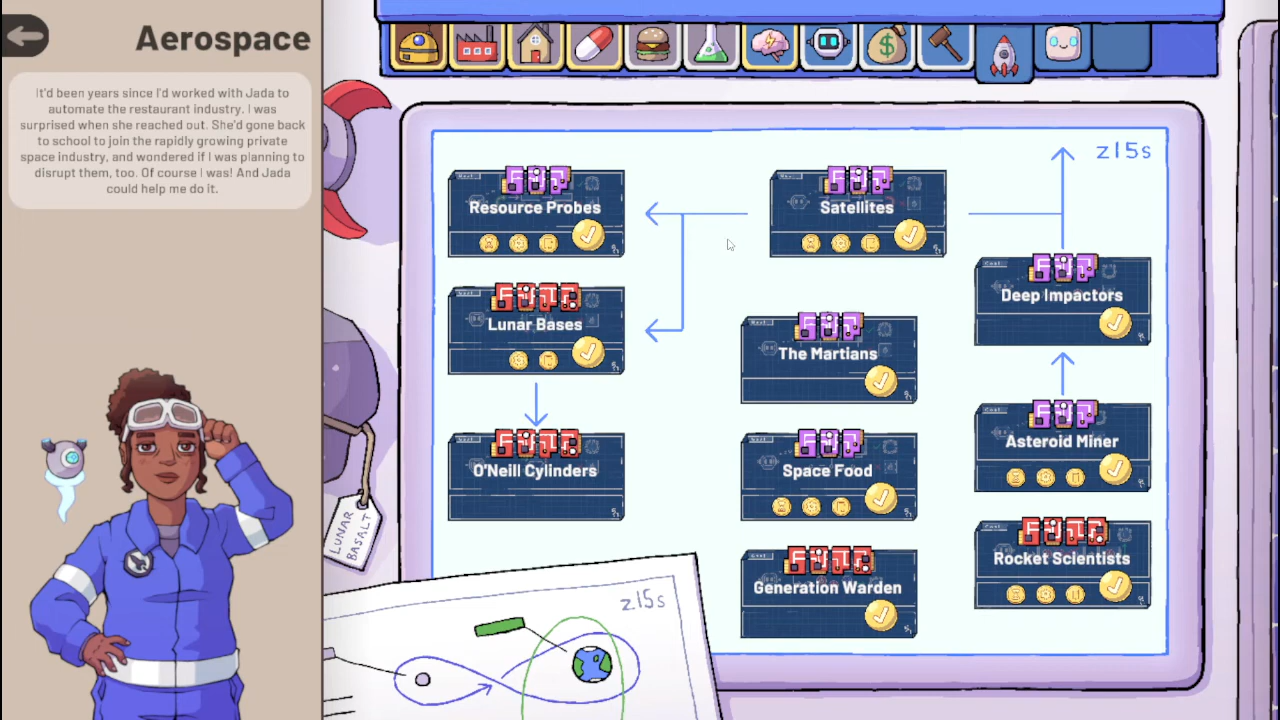 Aerospace
It'd been years since I'd worked with Jada to
automate the restaurant industry. I was
surprised when she reached out. She'd gone back
to school to join the rapidly growing private
space industry, and wondered if I was planning to
disrupt them, too. Of course I was! And Jada
could help me do it.
z15s
Resource Probes
Satellites
Deep Impactors
Lunar Bases
The Martians
Asteroid Miner
O'Neill Cylinders
Space Food
Rocket Scientists
Generation Warden
LUNAR
BASALT
z15s